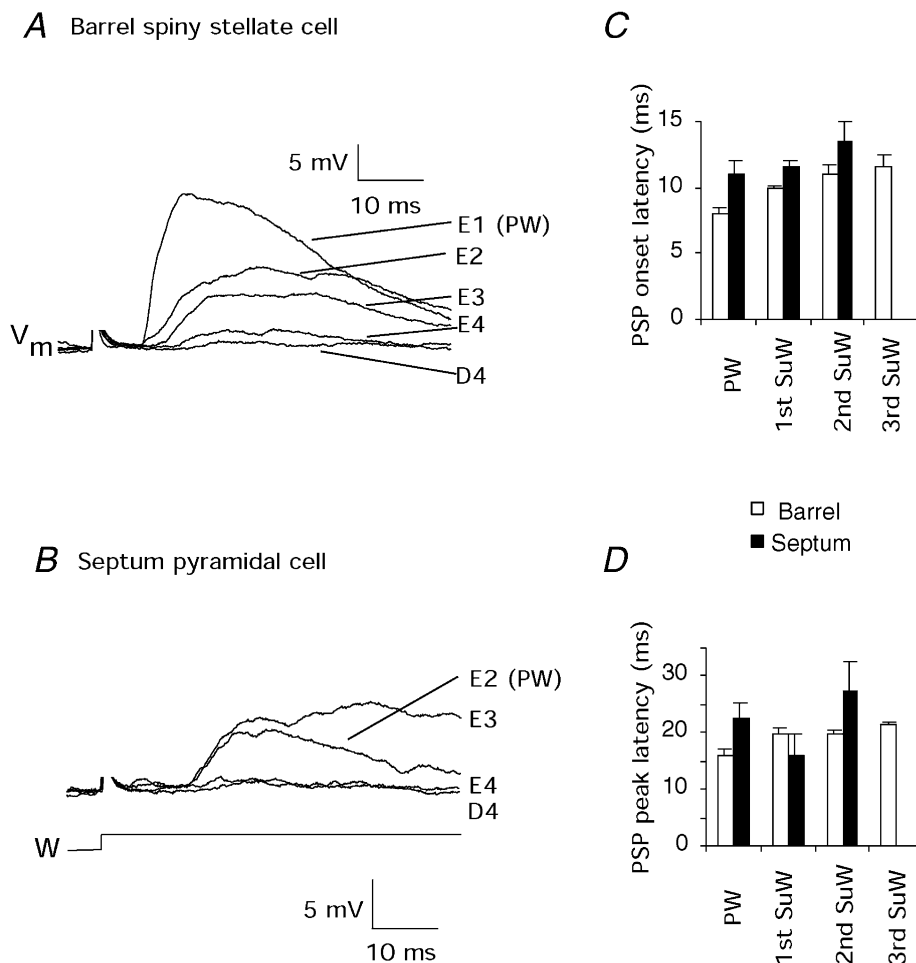 A Barrel spiny stellate cell
5 mV
10 ms
E1 (PW)
E2
E3
E4
D4
Vm
B Septum pyramidal cell
E2 (PW)
E3
E4
D4
W
5 mV
10 ms
C
PSP onset latency (ms)
15
10
5
0
PW
1st SuW
2nd SuW
3rd SuW
Barrel
Septum
D
PSP peak latency (ms)
30
20
10
0
PW
1st SuW
2nd SuW
3rd SuW